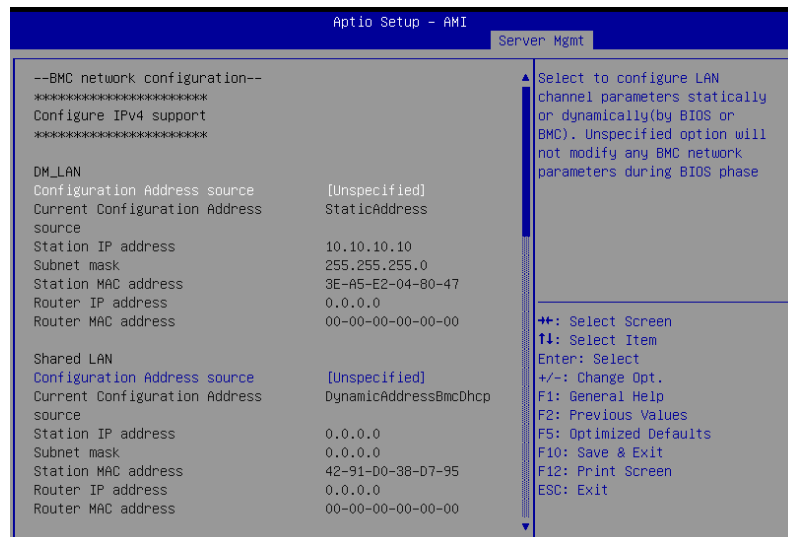 Aptio Setup – AMI
Server Mgmt
--BMC network configuration--
***********************
Configure IPv4 support
***********************
DM_LAN
Configuration Address source [Unspecified]
Current Configuration Address StaticAddress
source
Station IP address 10.10.10.10
Subnet mask 255.255.255.0
Station MAC address 3E-A5-E2-04-80-47
Router IP address 0.0.0.0
Router MAC address 00-00-00-00-00-00
Shared LAN
Configuration Address source [Unspecified]
Current Configuration Address DynamicAddressBmcDhcp
source
Station IP address 0.0.0.0
Subnet mask 0.0.0.0
Station MAC address 42-91-D0-38-D7-95
Router IP address 0.0.0.0
Router MAC address 00-00-00-00-00-00
Select to configure LAN
channel parameters statically
or dynamically(by BIOS or
BMC). Unspecified option will
not modify any BMC network
parameters during BIOS phase
→←: Select Screen
↑↓: Select Item
Enter: Select
+/-: Change Opt.
F1: General Help
F2: Previous Values
F5: Optimized Defaults
F10: Save & Exit
F12: Print Screen
ESC: Exit